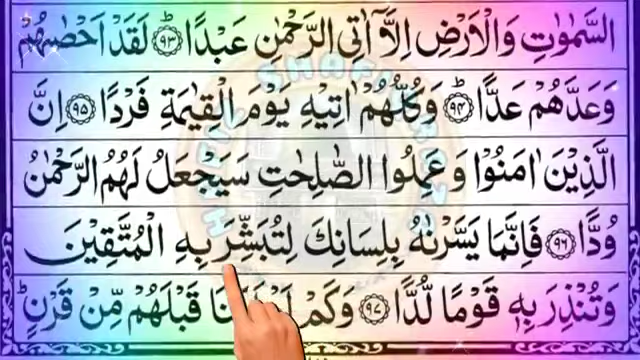 السَّمٰوٰتِ وَالْاَرْضِ اِلَّاۤ اٰتِی الرَّحْمٰنِ عَبْدًا ﴿۹۳﴾ لَقَدْ اَحْصٰىهُمْ
وَعَدَّهُمْ عَدًّا ﴿۹۴﴾ وَكُلُّهُمْ اٰتِیْهِ یَوْمَ الْقِیٰمَةِ فَرْدًا ﴿۹۵﴾ اِنَّ
الَّذِیْنَ اٰمَنُوْا وَعَمِلُوا الصّٰلِحٰتِ سَیَجْعَلُ لَهُمُ الرَّحْمٰنُ
وُدًّا ﴿۹۶﴾ فَاِنَّمَا یَسَّرْنٰهُ بِلِسَانِكَ لِتُبَشِّرَ بِهِ الْمُتَّقِیْنَ
وَتُنْذِرَ بِهٖ قَوْمًا لُّدًّا ﴿۹۷﴾ وَكَمْ قَبْلَهُمْ مِّنْ قَرْنٍ ؕ